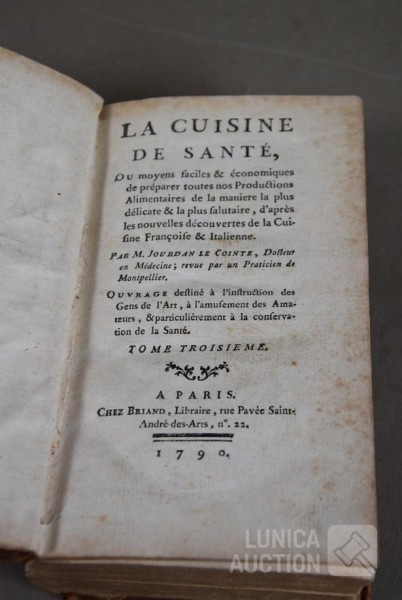 LA CUISINE
DE SANTÉ,
OU moyens faciles & économiques
de préparer toutes nos Productions
Alimentaires de la maniere la plus
délicate & la plus salutaire, d'après
les nouvelles découvertes de la Cui-
sine Françoise & Italienne.
PAR M. JOURDAN LE COINTE, Docteur
en Médecine; revue par un Praticien de
Montpellier.
OUVRAGE destiné à l'instruction des
Gens de l'Art, à l'amusement des Ama-
teurs, & particuliérement à la conserva-
tion de la Santé.
TOME TROISIEME.
A PARIS.
CHEZ BRIAND, Libraire, rue Pavée Saint-
André-des-Arts, n°. 22.
1790.
LUNICA
AUCTION